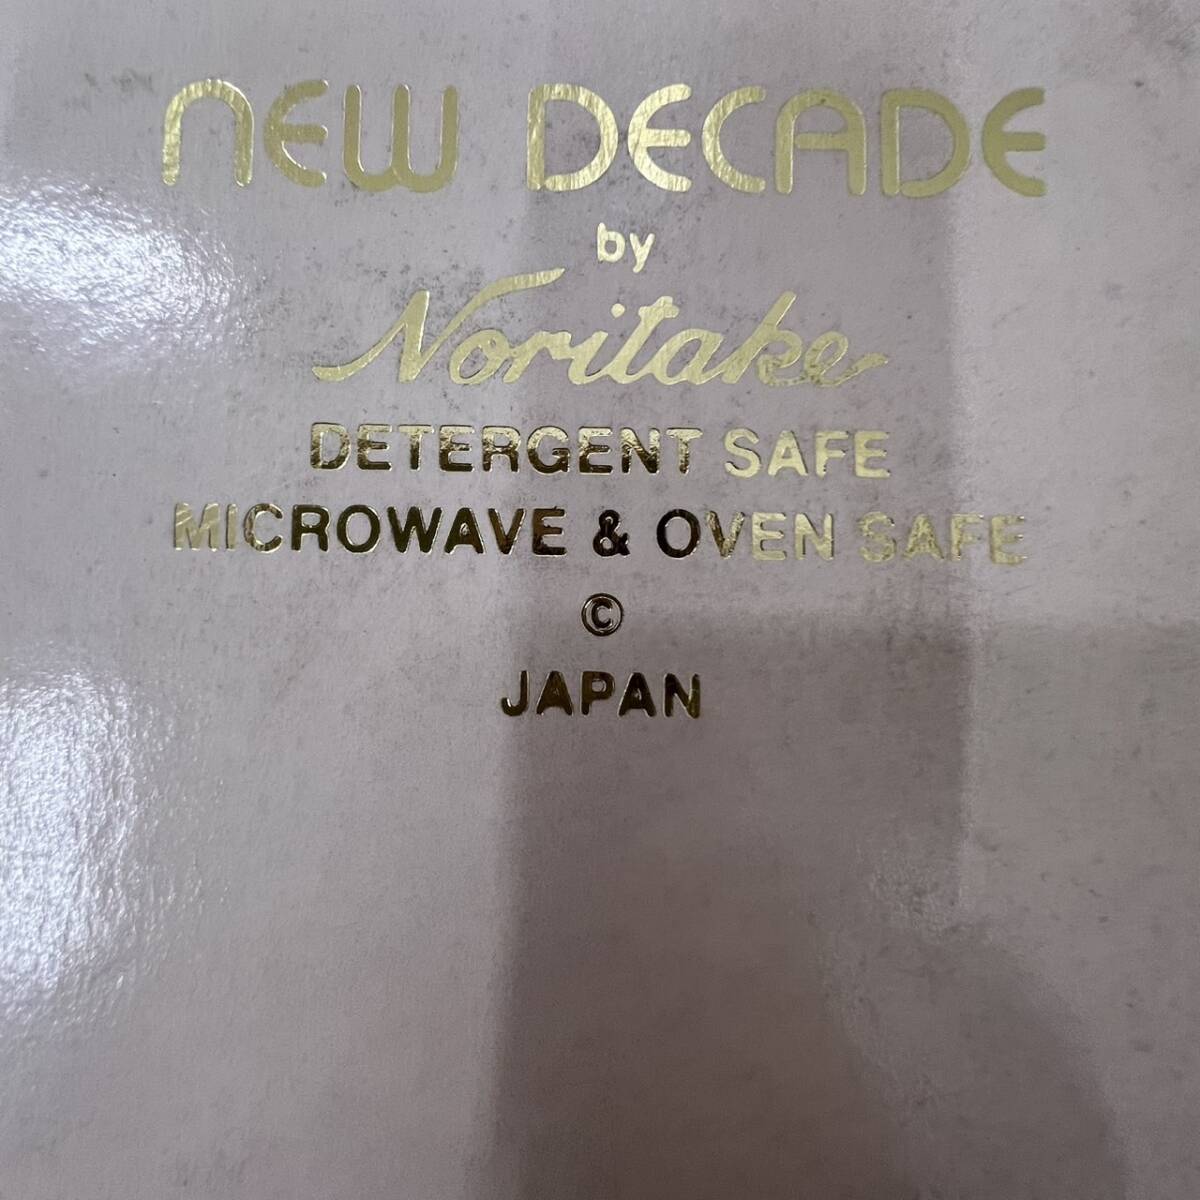 NEW DECADE
by
Noritake
DETERGENT SAFE
MICROWAVE & OVEN SAFE
©
JAPAN